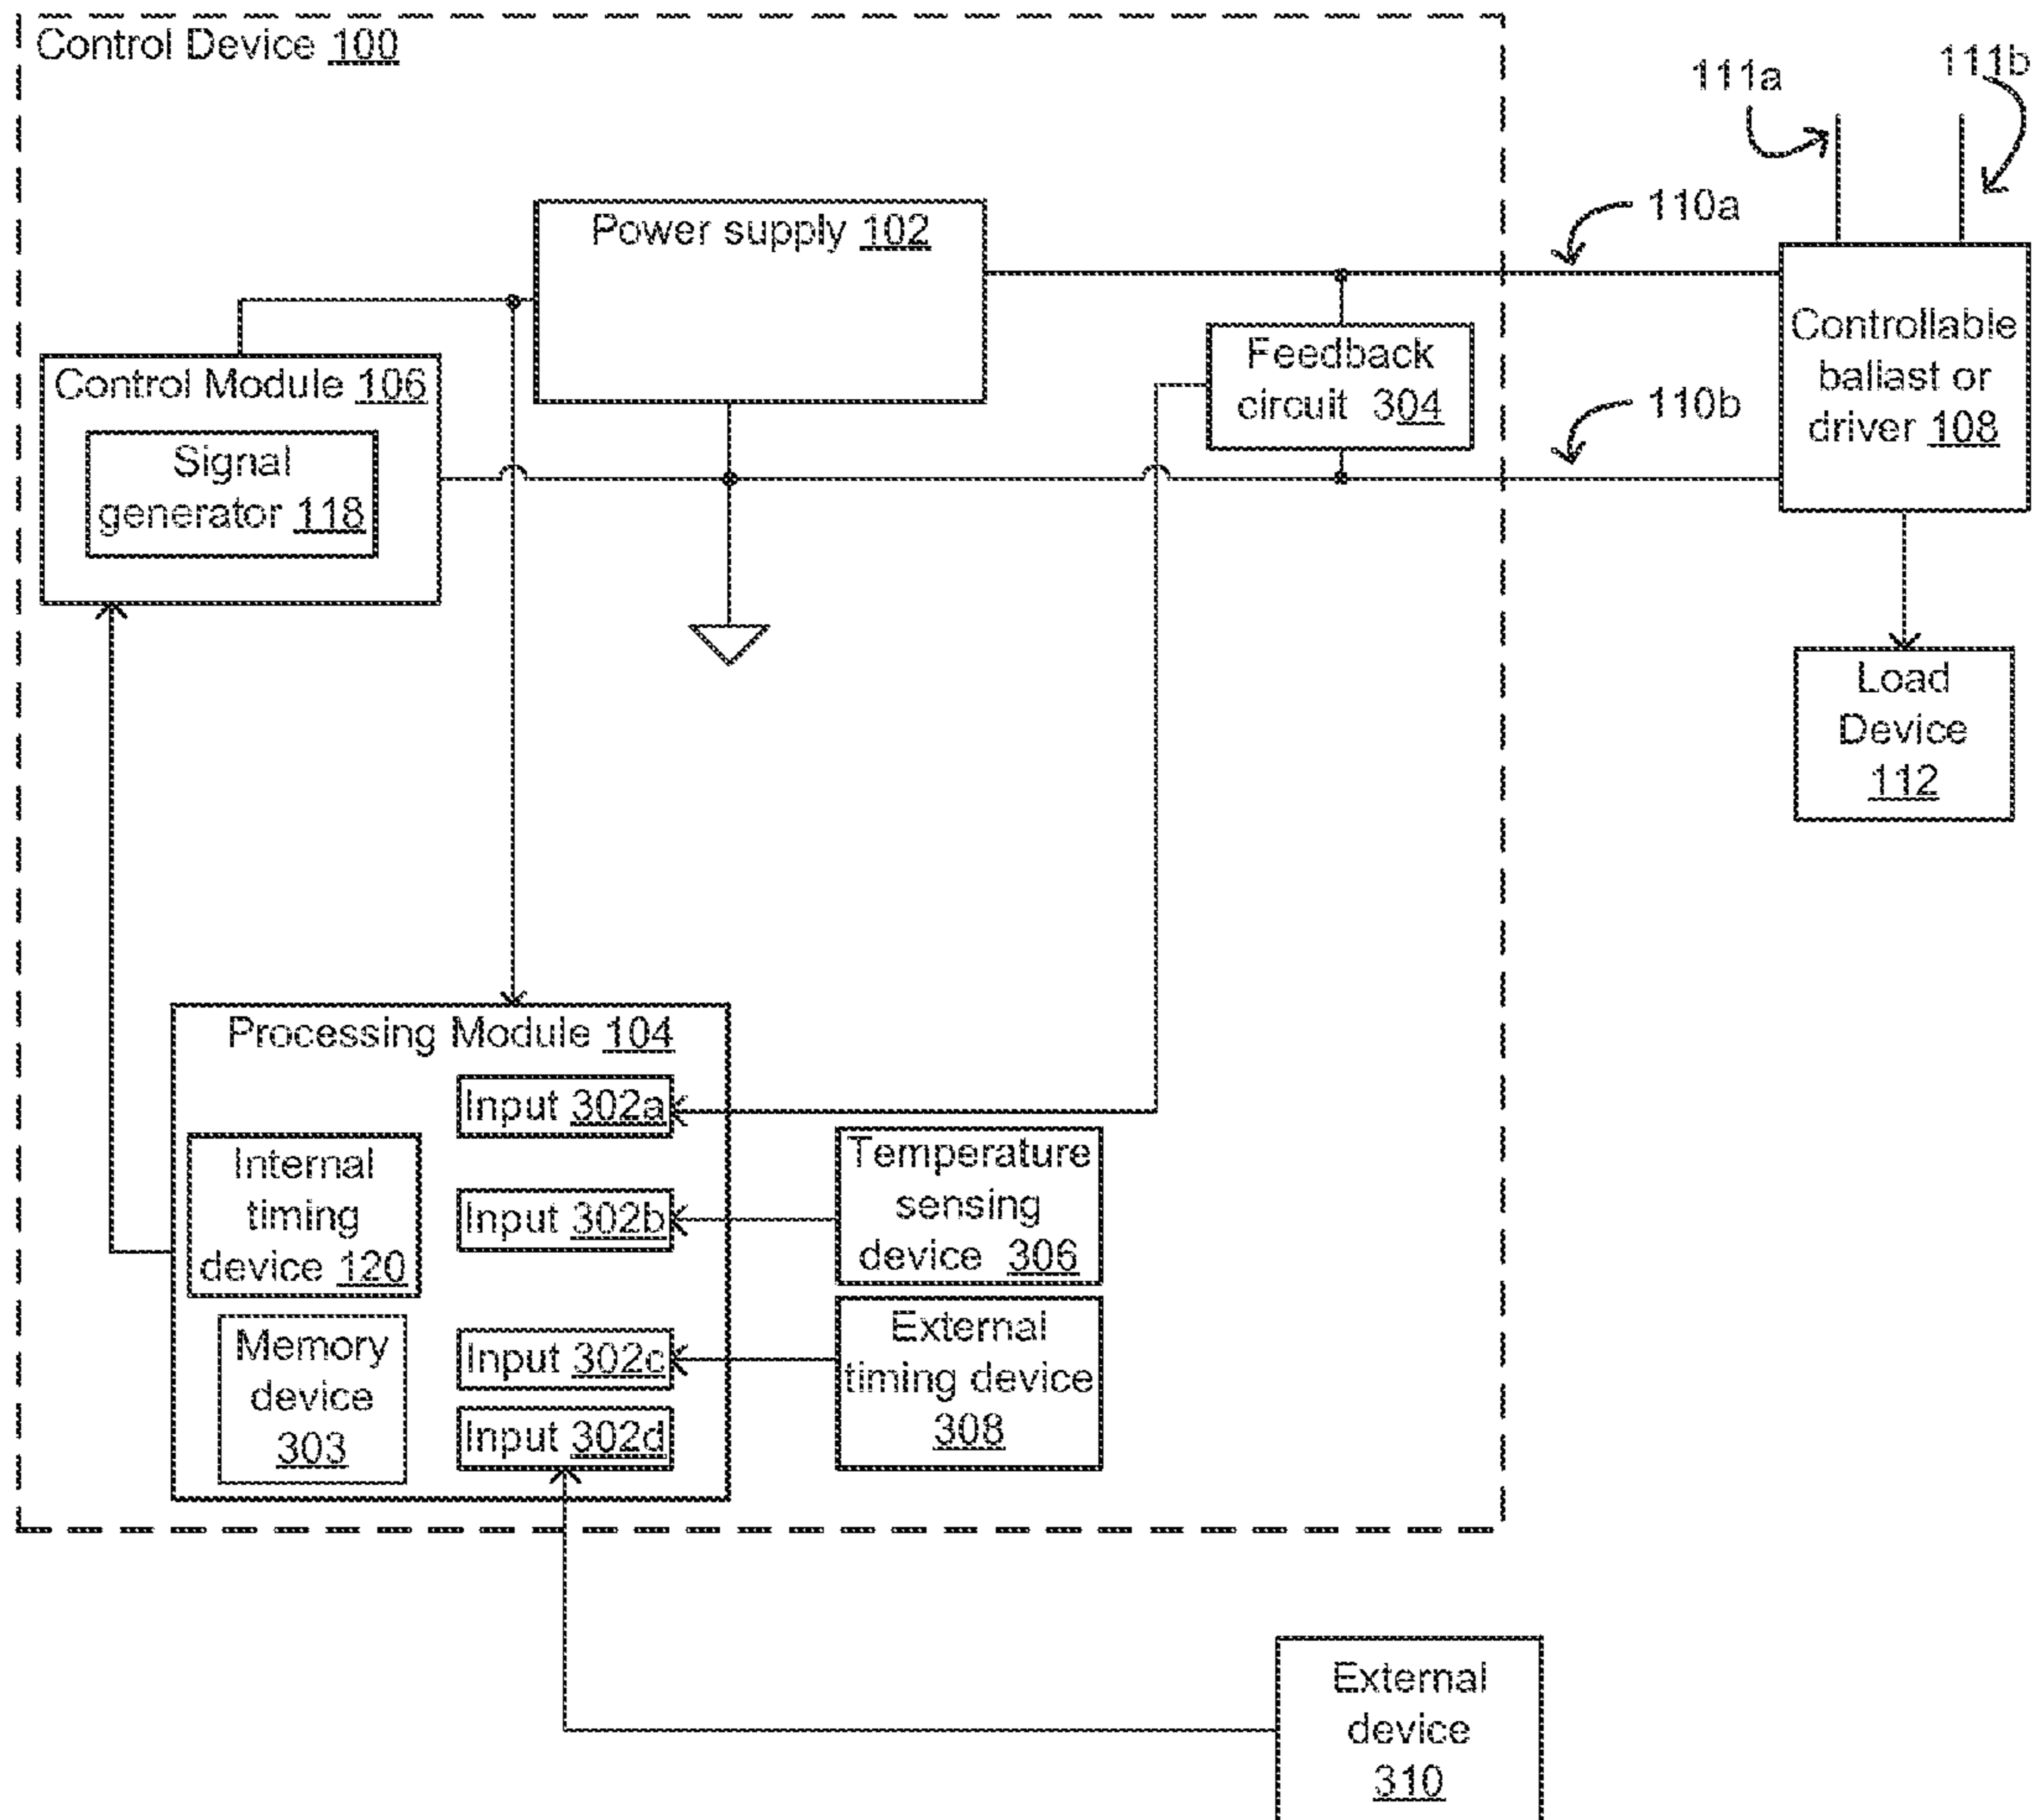 Control Device 100
111a
111b
Power supply 102
110a
Controllable
ballast or
driver 108
Feedback
circuit 304
Control Module 106
110b
Signal
generator 118
Load
Device
112
Processing Module 104
Input 302a
Internal
timing
device 120
Input 302b
Temperature
sensing
device 306
Memory
device
303
Input 302c
Input 302d
External
timing device
308
External
device
310